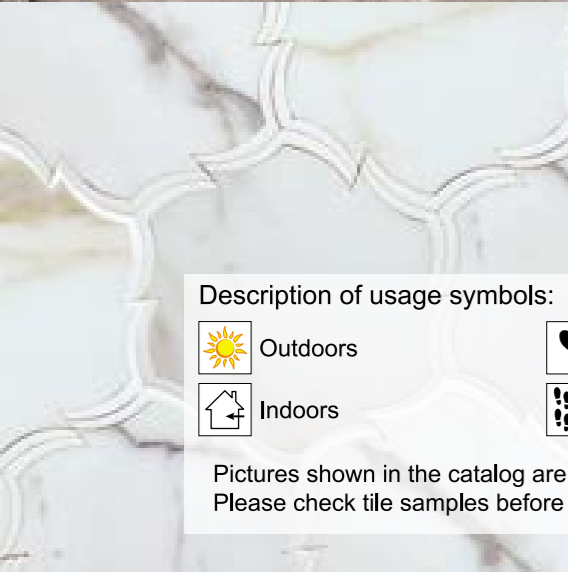 Description of usage symbols:
Outdoors
Indoors
Pictures shown in the catalog are
Please check tile samples before